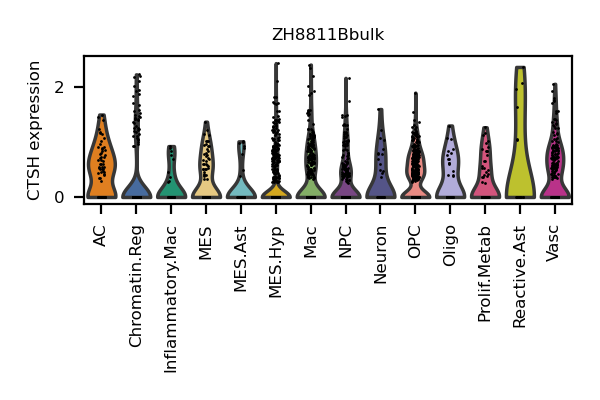 ZH8811Bbulk
CTSH expression
2
0
AC
Chromatin.Reg
Inflammatory.Mac
MES
MES.Ast
MES.Hyp
Mac
NPC
Neuron
OPC
Oligo
Prolif.Metab
Reactive.Ast
Vasc